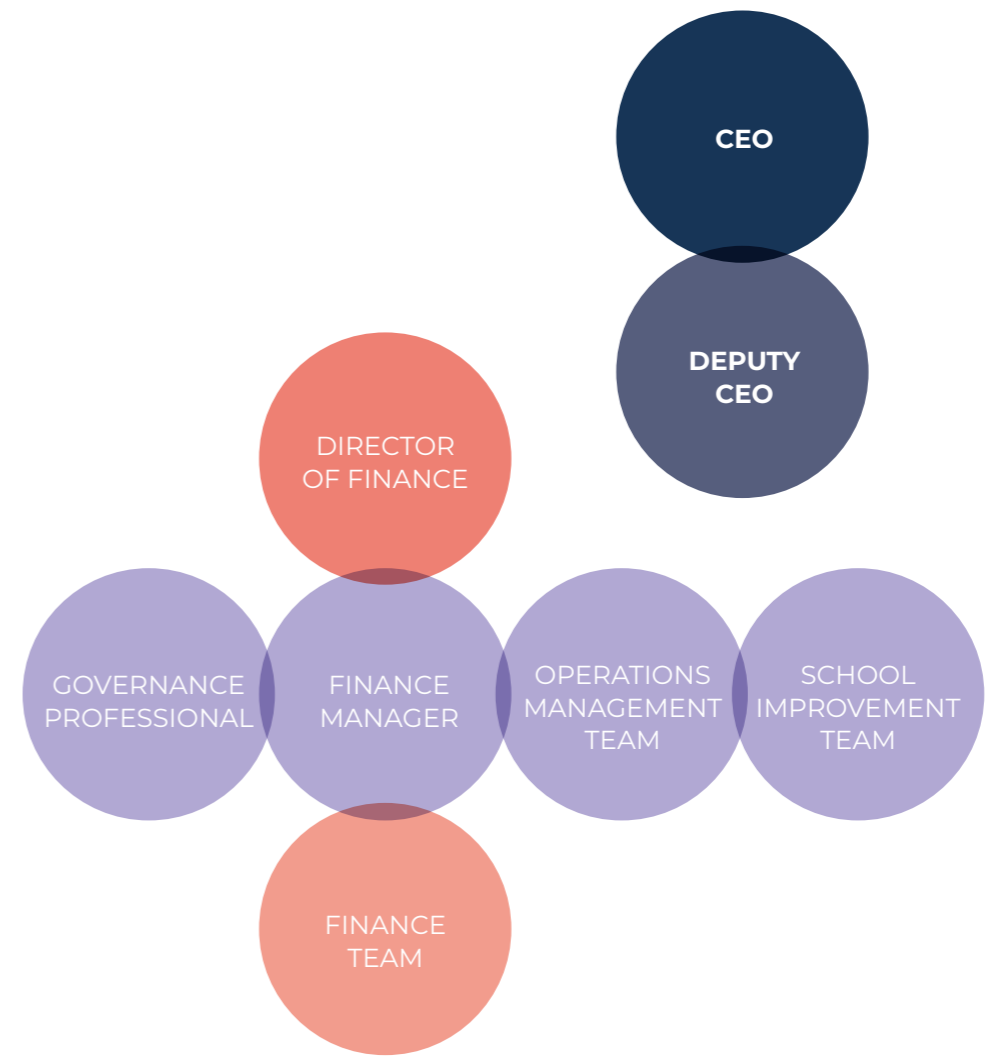 CEO
DEPUTY
CEO
DIRECTOR
OF FINANCE
GOVERNANCE
PROFESSIONAL
FINANCE
MANAGER
OPERATIONS
MANAGEMENT
TEAM
SCHOOL
IMPROVEMENT
TEAM
FINANCE
TEAM